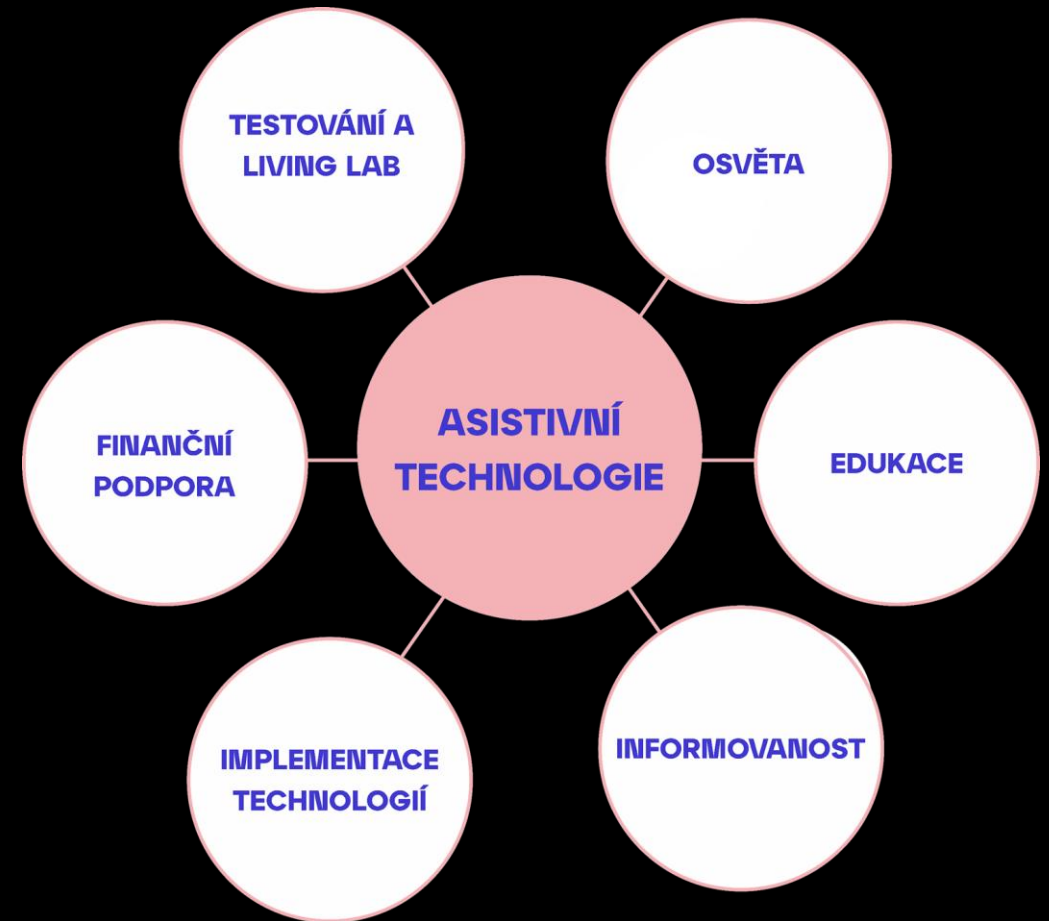 TESTOVÁNÍ A
LIVING LAB
OSVĚTA
FINANČNÍ
PODPORA
ASISTIVNÍ
TECHNOLOGIE
EDUKACE
IMPLEMENTACE
TECHNOLOGIÍ
INFORMOVANOST